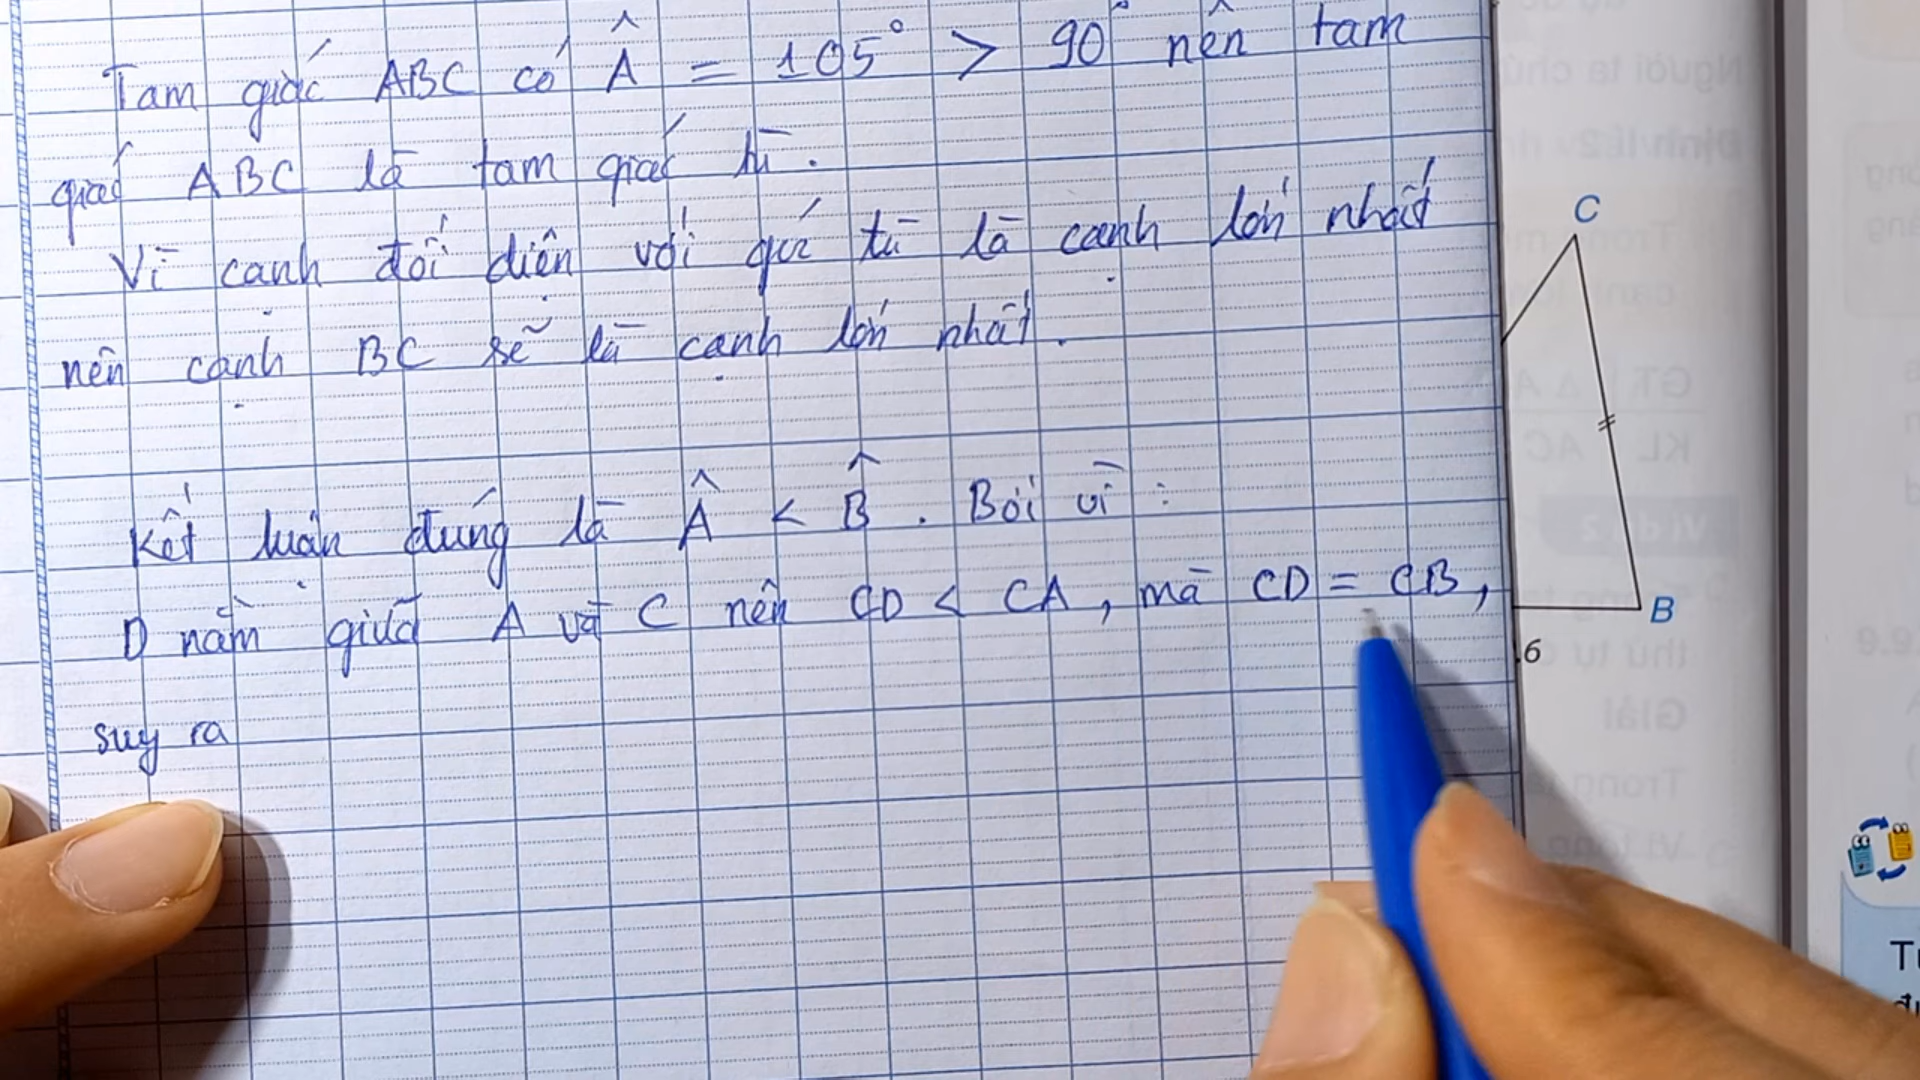 Tam giác ABC có Â = 105° > 90° nên tam
giác ABC là tam giác tù.
Vì cạnh đối diện với góc tù là cạnh lớn nhất
nên cạnh BC sẽ là cạnh lớn nhất.
Kết luận đúng là Â < B̂. Bởi vì :
D nằm giữa A và C nên CD < CA, mà CD = CB,
suy ra
C
B
.6